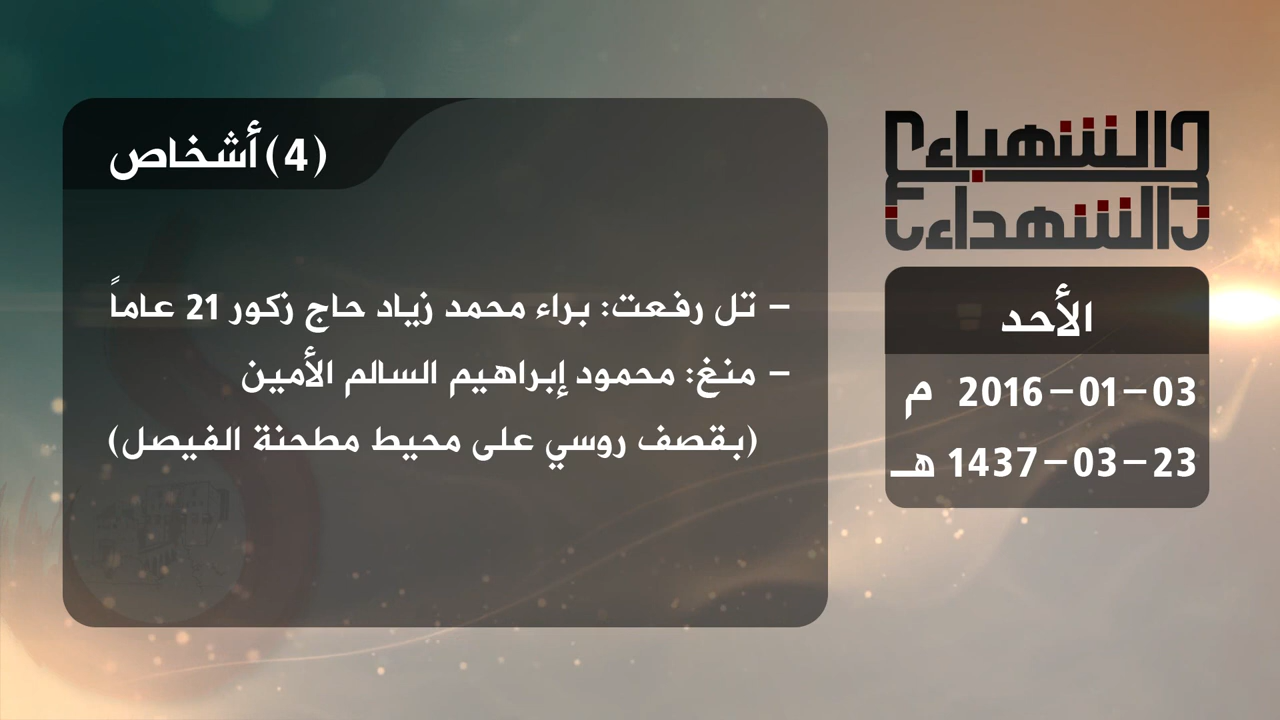 والشهباء
والشهداء
الأحد
03-01-2016 م
23-03-1437 هـ
(4) أشخاص
- تل رفعت: براء محمد زياد حاج زكور 21 عاماً
- منغ: محمود إبراهيم السالم الأمين
(بقصف روسي على محيط مطحنة الفيصل)